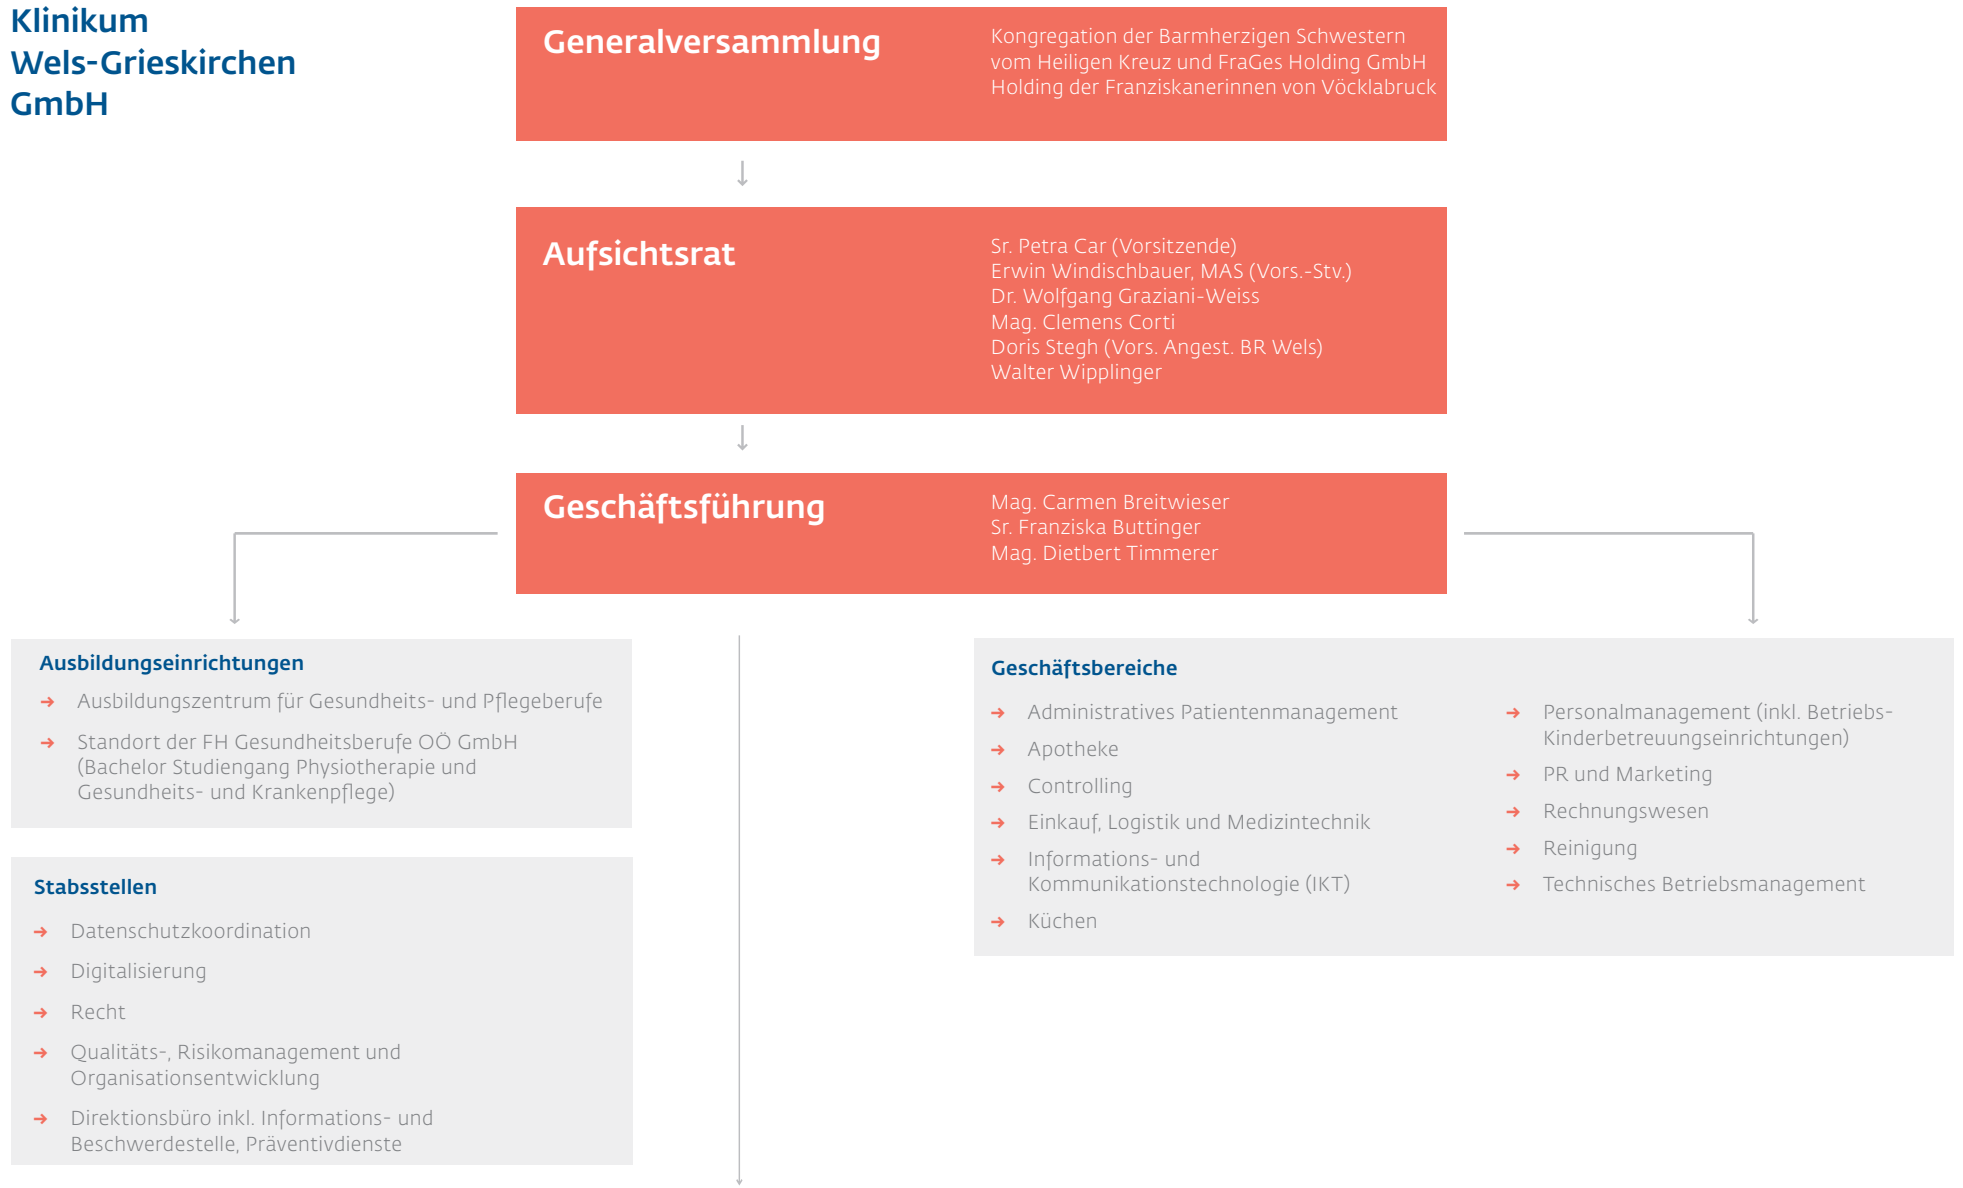 Klinikum
Wels-Grieskirchen
GmbH
Generalversammlung
Kongregation der Barmherzigen Schwestern
vom Heiligen Kreuz und FraGes Holding GmbH
Holding der Franziskanerinnen von Vöcklabruck
Aufsichtsrat
Sr. Petra Car (Vorsitzende)
Erwin Windischbauer, MAS (Vors.-Stv.)
Dr. Wolfgang Graziani-Weiss
Mag. Clemens Corti
Doris Stegh (Vors. Angest. BR Wels)
Walter Wipplinger
Geschäftsführung
Mag. Carmen Breitwieser
Sr. Franziska Buttinger
Mag. Dietbert Timmerer
Ausbildungseinrichtungen
→ Ausbildungszentrum für Gesundheits- und Pflegeberufe
→ Standort der FH Gesundheitsberufe OÖ GmbH
(Bachelor Studiengang Physiotherapie und
Gesundheits- und Krankenpflege)
Stabsstellen
→ Datenschutzkoordination
→ Digitalisierung
→ Recht
→ Qualitäts-, Risikomanagement und
Organisationsentwicklung
→ Direktionsbüro inkl. Informations- und
Beschwerdestelle, Präventivdienste
Geschäftsbereiche
→ Administratives Patientenmanagement
→ Apotheke
→ Controlling
→ Einkauf, Logistik und Medizintechnik
→ Informations- und
Kommunikationstechnologie (IKT)
→ Küchen
→ Personalmanagement (inkl. Betriebs-
Kinderbetreuungseinrichtungen)
→ PR und Marketing
→ Rechnungswesen
→ Reinigung
→ Technisches Betriebsmanagement